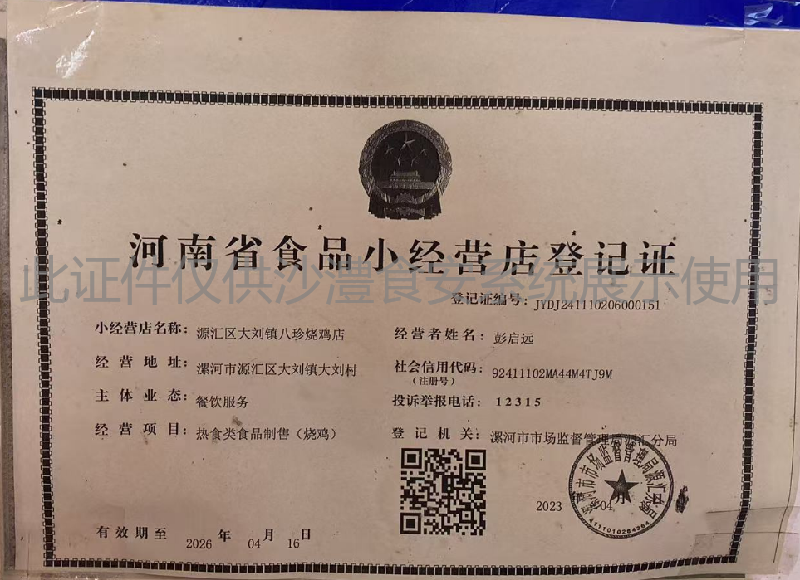 河南省食品小经营店登记证
此证件仅供沙澧食安系统展示使用
登记证编号：JYDJ241110206000151
小经营店名称：源汇区大刘镇八珍烧鸡店
经营者姓名：彭启远
经营地址：漯河市源汇区大刘镇大刘村
社会信用代码：92411102MA44M4TJ9W
（注册号）
主体业态：餐饮服务
投诉举报电话：12315
经营项目：热食类食品制售（烧鸡）
登记机关：漯河市市场监督管理局源汇分局
2023 04
有效期至 2026 年 04 月 16 日